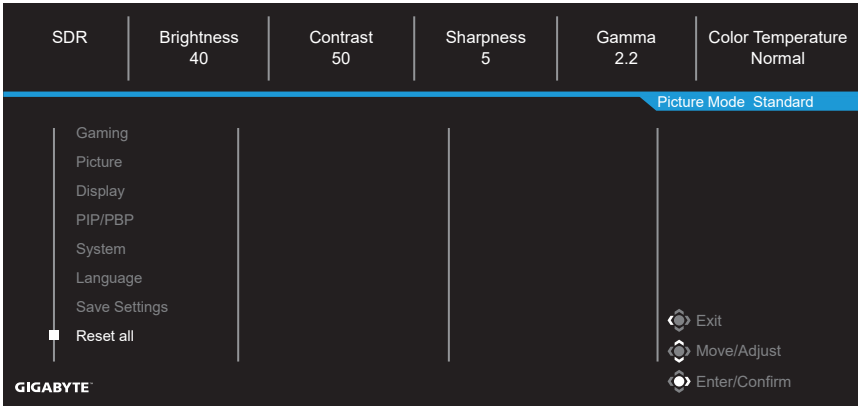 SDR Brightness Contrast Sharpness Gamma Color Temperature
40 50 5 2.2 Normal
Picture Mode Standard
Gaming
Picture
Display
PIP/PBP
System
Language
Save Settings
Reset all
Exit
Move/Adjust
Enter/Confirm
GIGABYTE™